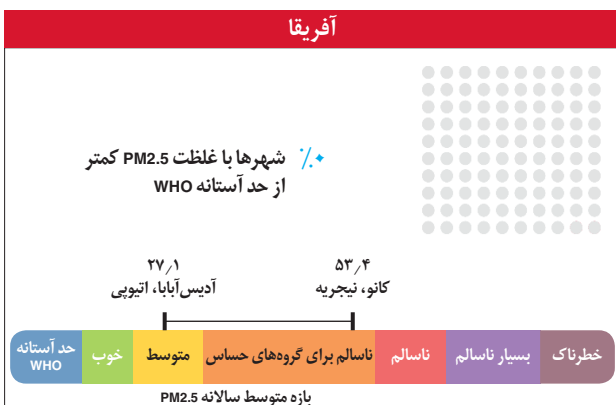 آفریقا
۰٪ شهرها با غلظت PM2.5 کمتر
از حد آستانه WHO
۵۳٫۴
کانو، نیجریه
۲۷٫۱
آدیس‌آبابا، اتیوپی
خطرناک
بسیار ناسالم
ناسالم
ناسالم برای گروه‌های حساس
متوسط
خوب
حد آستانه
WHO
بازه متوسط سالانه PM2.5